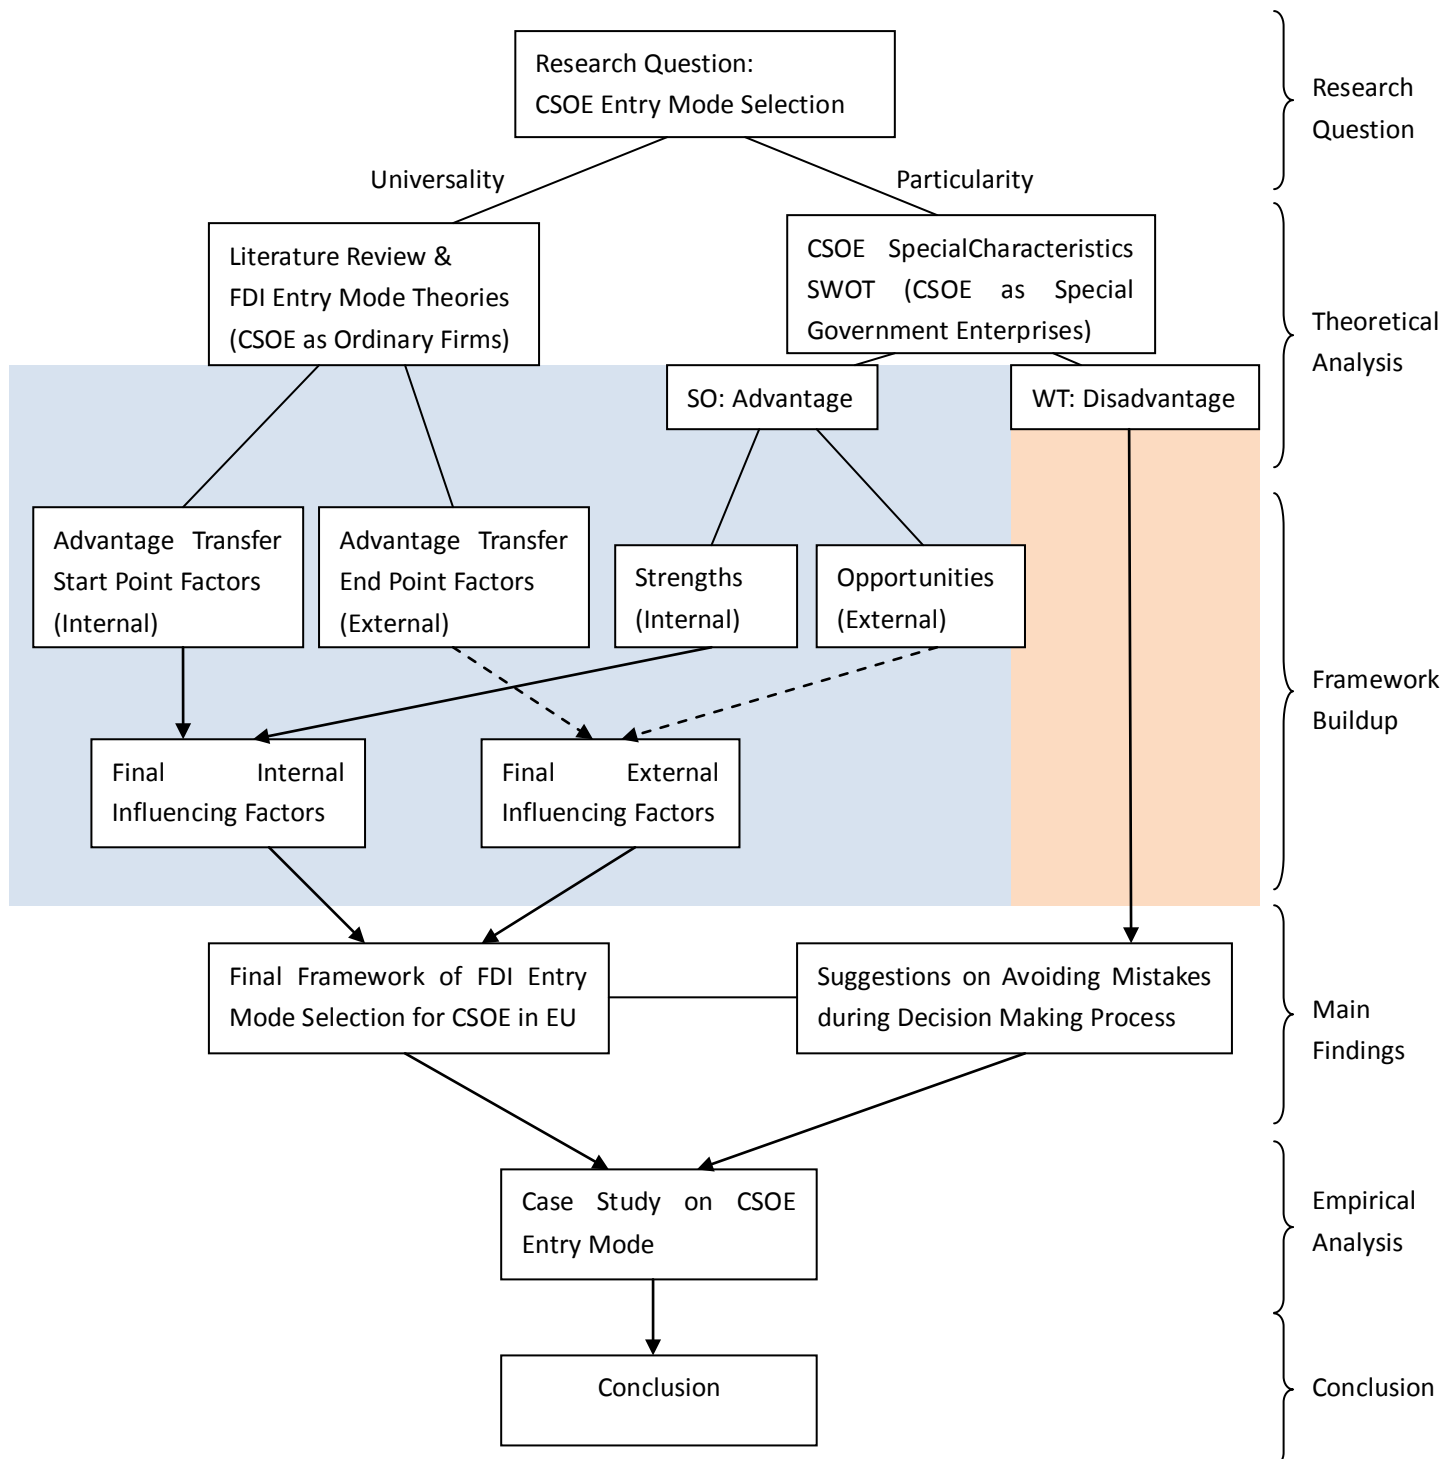 Research Question:
CSOE Entry Mode Selection
Research
Question
Universality
Particularity
Literature Review &
FDI Entry Mode Theories
(CSOE as Ordinary Firms)
CSOE SpecialCharacteristics
SWOT (CSOE as Special
Government Enterprises)
Theoretical
Analysis
SO: Advantage
WT: Disadvantage
Advantage Transfer
Start Point Factors
(Internal)
Advantage Transfer
End Point Factors
(External)
Strengths
(Internal)
Opportunities
(External)
Framework
Buildup
Final Internal
Influencing Factors
Final External
Influencing Factors
Final Framework of FDI Entry
Mode Selection for CSOE in EU
Suggestions on Avoiding Mistakes
during Decision Making Process
Main
Findings
Case Study on CSOE
Entry Mode
Empirical
Analysis
Conclusion
Conclusion